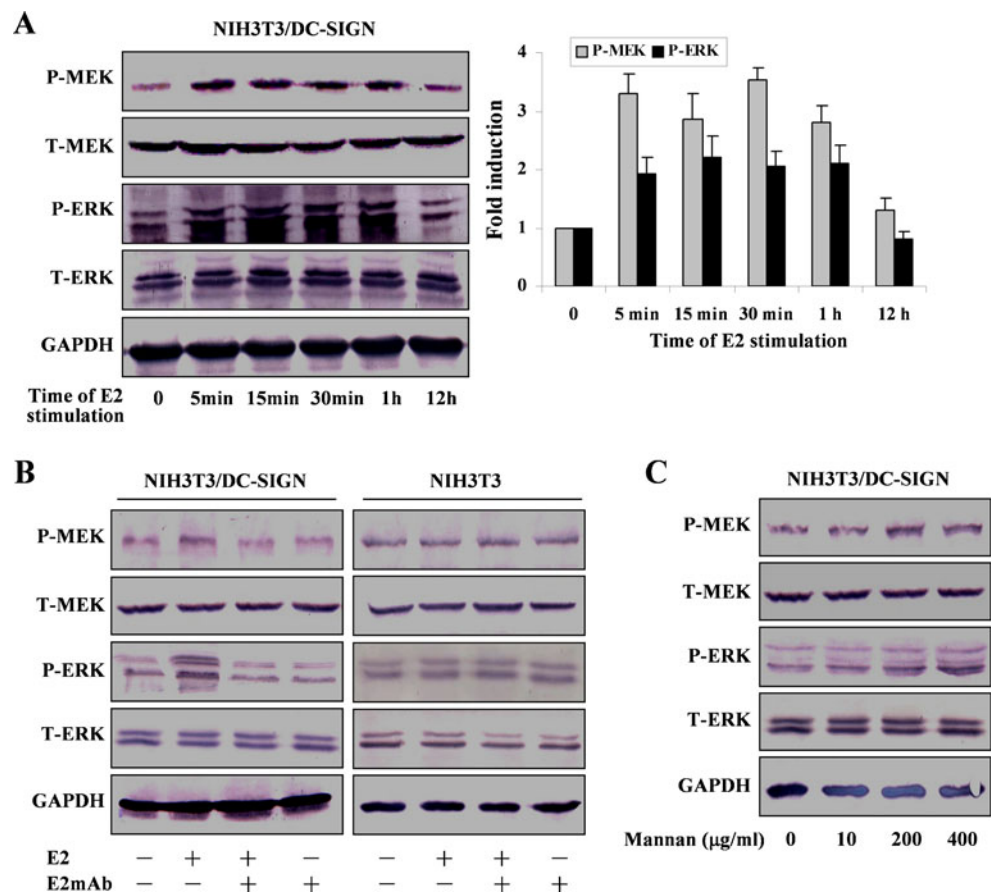 A
NIH3T3/DC-SIGN
P-MEK
T-MEK
P-ERK
T-ERK
GAPDH
Time of E2 stimulation
0 5min 15min 30min 1h 12h
P-MEK P-ERK
Fold induction
4
3
2
1
0
0 5 min 15 min 30 min 1 h 12 h
Time of E2 stimulation
B
NIH3T3/DC-SIGN NIH3T3
P-MEK
T-MEK
P-ERK
T-ERK
GAPDH
E2 − + + − − + + −
E2mAb − − + + − − + +
C
NIH3T3/DC-SIGN
P-MEK
T-MEK
P-ERK
T-ERK
GAPDH
Mannan (μg/ml) 0 10 200 400